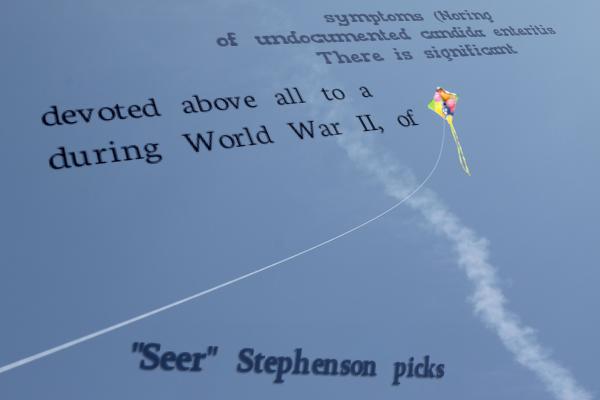 symptoms (Noring
of undocumented candida enteritis
There is significant
devoted above all to a
during World War II, of
"Seer" Stephenson picks